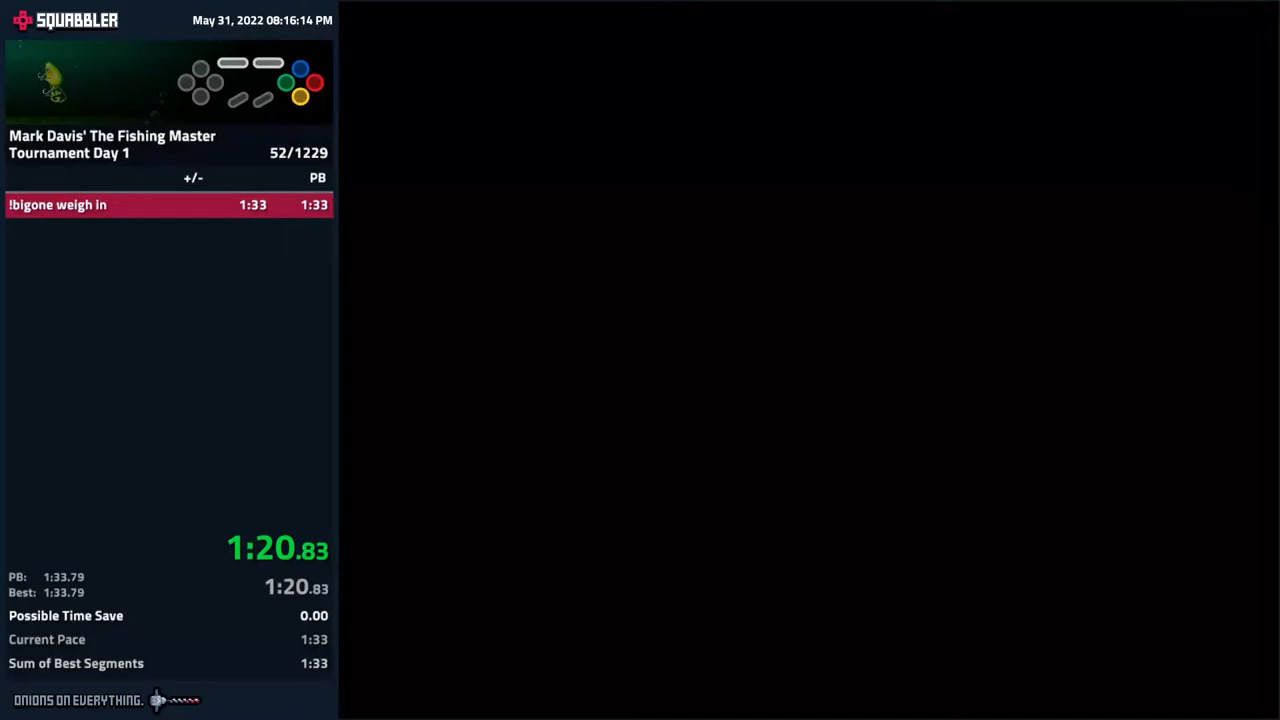 SQUABBLER
May 31, 2022 08:16:14 PM
Mark Davis' The Fishing Master
Tournament Day 1 52/1229
+/- PB
!bigone weigh in 1:33 1:33
1:20.83
PB: 1:33.79
Best: 1:33.79
1:20.83
Possible Time Save 0.00
Current Pace 1:33
Sum of Best Segments 1:33
ONIONS ON EVERYTHING.